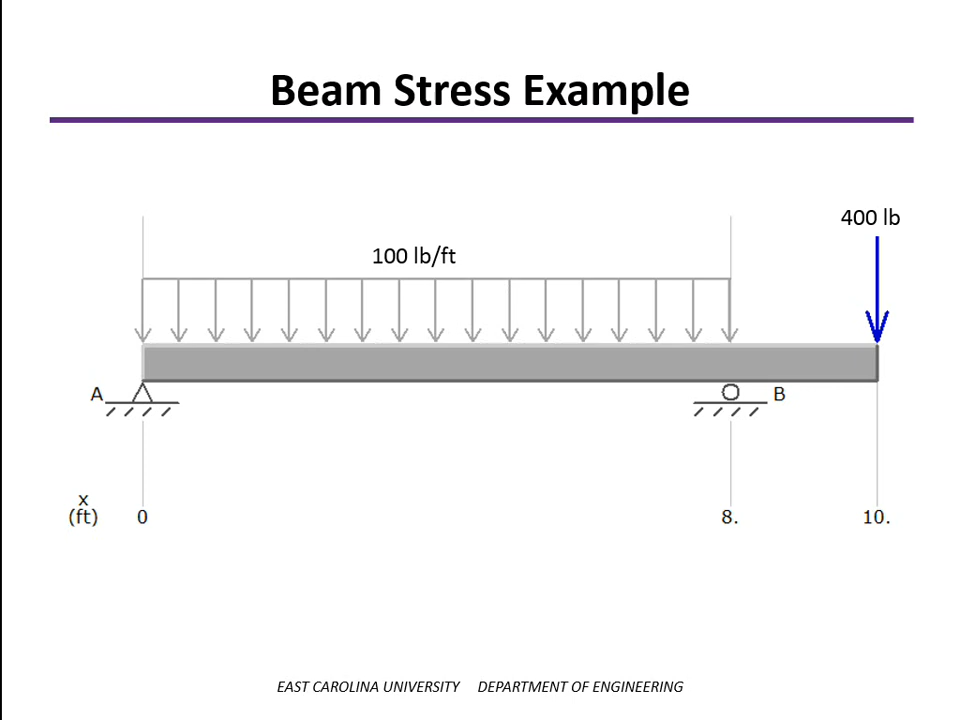 Beam Stress Example
400 lb
100 lb/ft
A
B
x
(ft) 0 8. 10.
EAST CAROLINA UNIVERSITY DEPARTMENT OF ENGINEERING